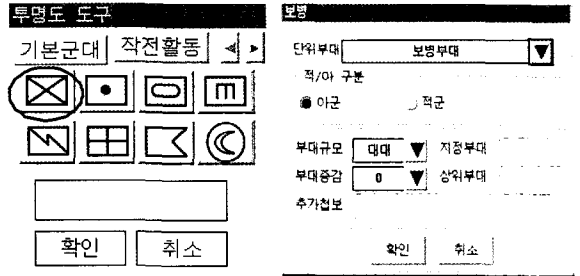 투명도 도구
기본군대 작전활동
확인 취소
보병
단위부대 보병부대
적/아 구분
아군 적군
부대규모 대대 지정부대
부대증감 0 상위부대
추가첩보
확인 취소